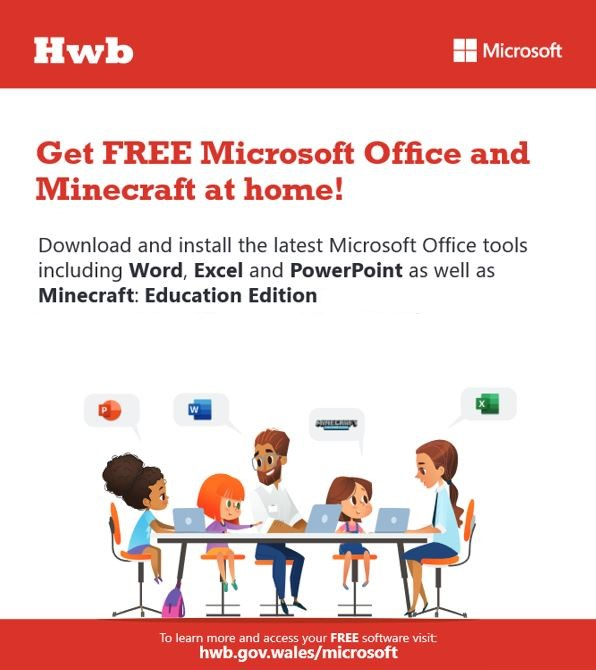 Hwb
Microsoft
Get FREE Microsoft Office and
Minecraft at home!
Download and install the latest Microsoft Office tools
including Word, Excel and PowerPoint as well as
Minecraft: Education Edition
P
W
MINECRAFT
X
To learn more and access your FREE software visit:
hwb.gov.wales/microsoft